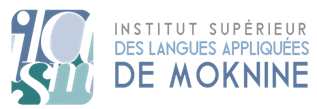 INSTITUT SUPÉRIEUR
DES LANGUES APPLIQUÉES
DE MOKNINE